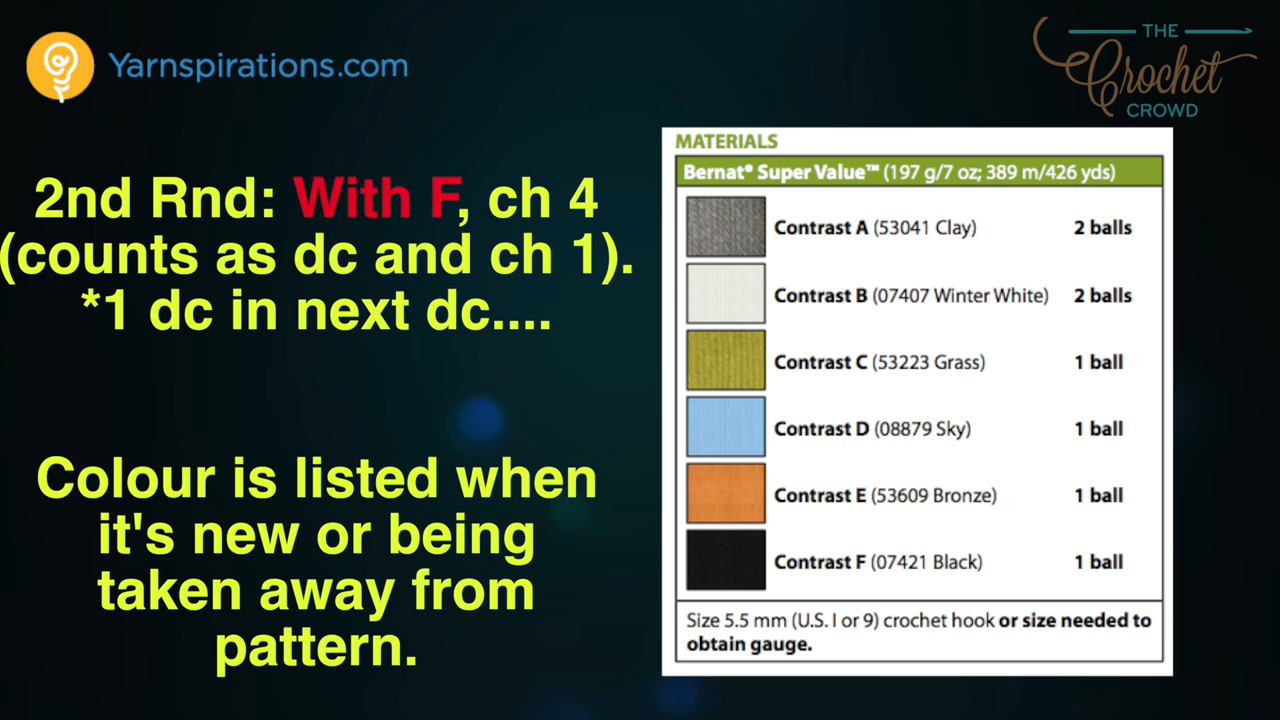 Yarnspirations.com
THE
Crochet
CROWD
2nd Rnd: With F, ch 4
(counts as dc and ch 1).
*1 dc in next dc....
Colour is listed when
it's new or being
taken away from
pattern.
MATERIALS
Bernat® Super Value™ (197 g/7 oz; 389 m/426 yds)
Contrast A (53041 Clay) 2 balls
Contrast B (07407 Winter White) 2 balls
Contrast C (53223 Grass) 1 ball
Contrast D (08879 Sky) 1 ball
Contrast E (53609 Bronze) 1 ball
Contrast F (07421 Black) 1 ball
Size 5.5 mm (U.S. I or 9) crochet hook or size needed to
obtain gauge.